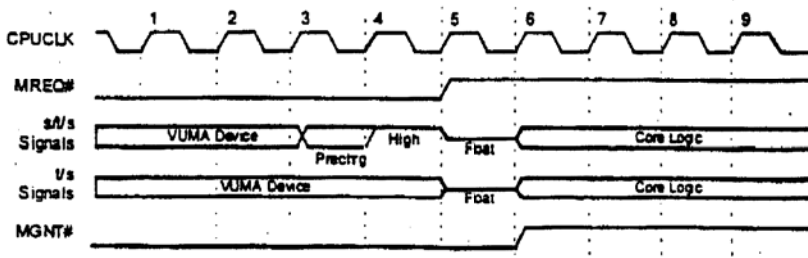 1 2 3 4 5 6 7 8 9
CPUCLK
MREQ#
s/t/s
Signals
VUMA Device
Prechrg
High
Float
Core Logic
t/s
Signals
VUMA Device
Float
Core Logic
MGNT#